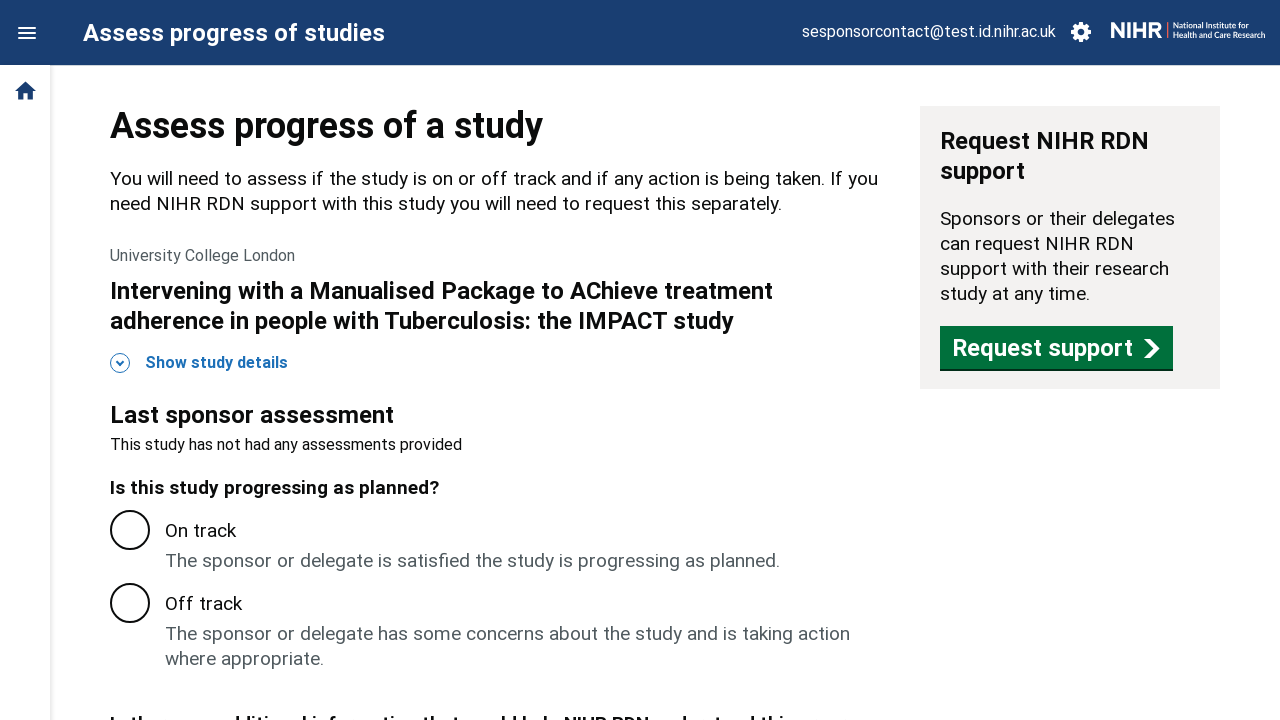 Assess progress of studies
sesponsorcontact@test.id.nihr.ac.uk
NIHR | National Institute for
Health and Care Research
Assess progress of a study
You will need to assess if the study is on or off track and if any action is being taken. If you
need NIHR RDN support with this study you will need to request this separately.
University College London
Intervening with a Manualised Package to AChieve treatment
adherence in people with Tuberculosis: the IMPACT study
Show study details
Last sponsor assessment
This study has not had any assessments provided
Is this study progressing as planned?
On track
The sponsor or delegate is satisfied the study is progressing as planned.
Off track
The sponsor or delegate has some concerns about the study and is taking action
where appropriate.
Request NIHR RDN
support
Sponsors or their delegates
can request NIHR RDN
support with their research
study at any time.
Request support